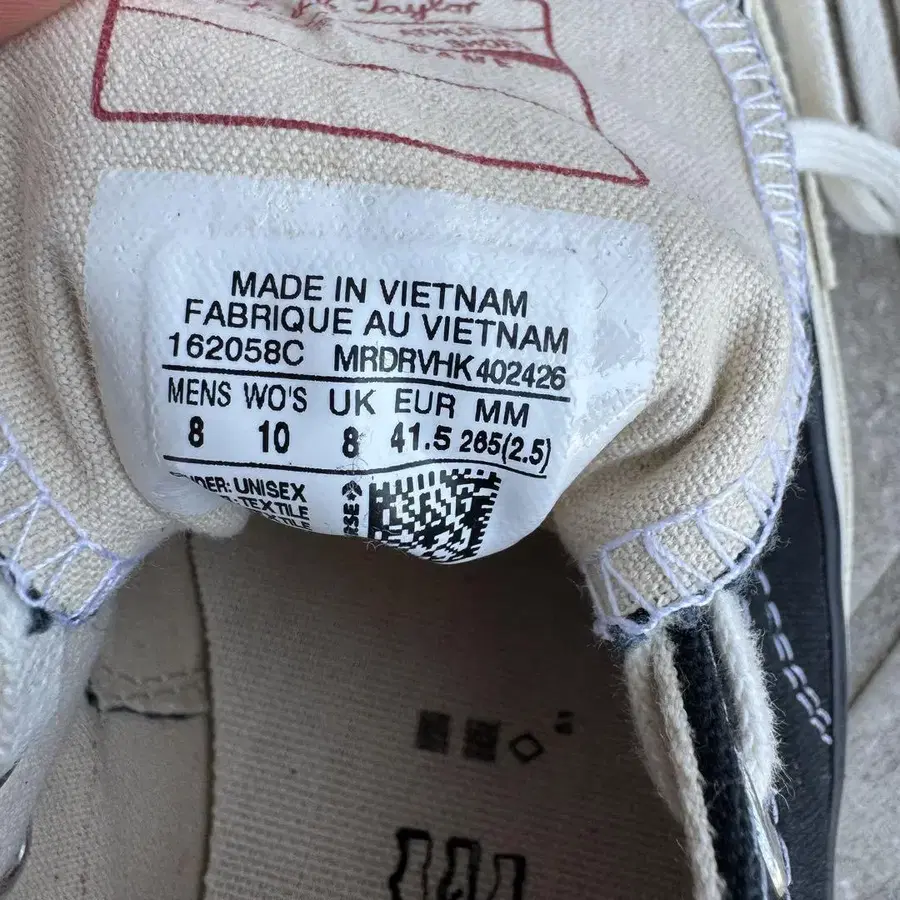 Taylor
MADE IN VIETNAM
FABRIQUE AU VIETNAM
162058C MRDRVHK 402426
MENS WO'S UK EUR MM
8 10 8 41.5 265(2.5)
UNISEX
TEXTILE